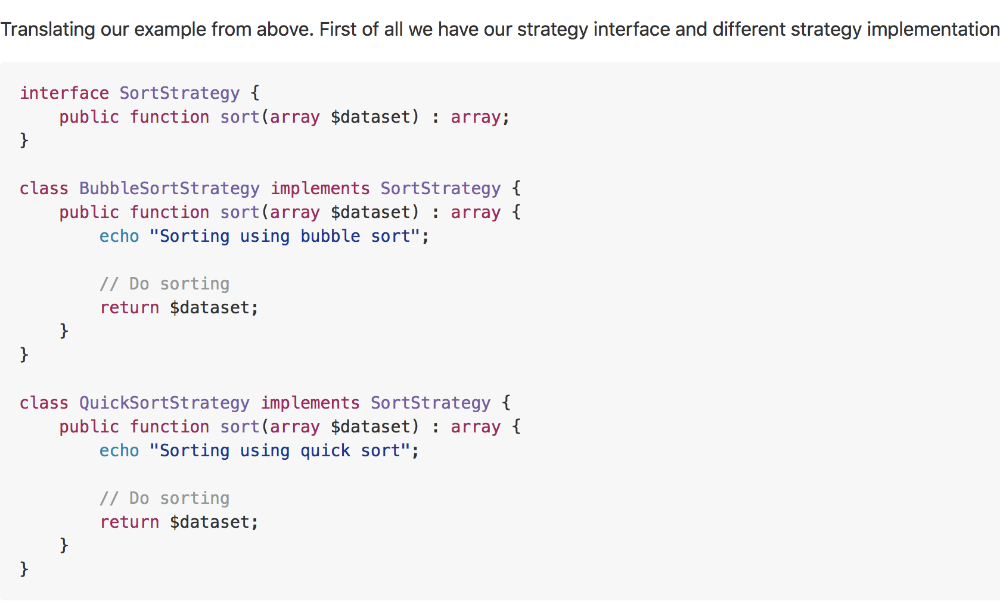 Translating our example from above. First of all we have our strategy interface and different strategy implementation
interface SortStrategy {
    public function sort(array $dataset) : array;
}
class BubbleSortStrategy implements SortStrategy {
    public function sort(array $dataset) : array {
        echo "Sorting using bubble sort";
        // Do sorting
        return $dataset;
    }
}
class QuickSortStrategy implements SortStrategy {
    public function sort(array $dataset) : array {
        echo "Sorting using quick sort";
        // Do sorting
        return $dataset;
    }
}